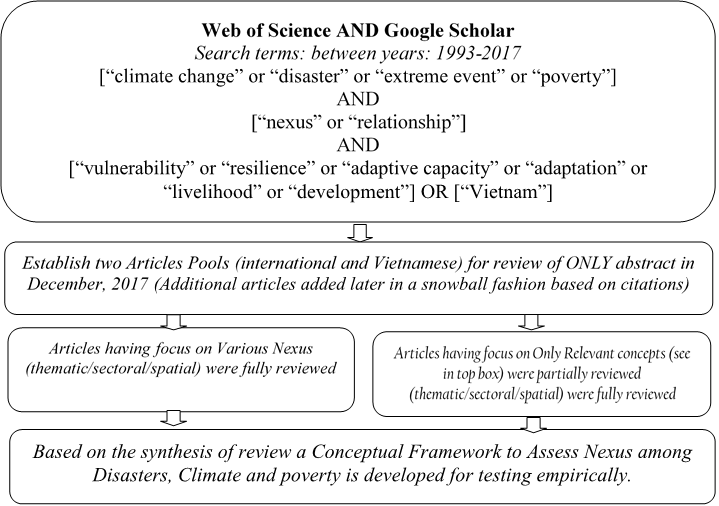 Web of Science AND Google Scholar
Search terms: between years: 1993-2017
[“climate change” or “disaster” or “extreme event” or “poverty”]
AND
[“nexus” or “relationship”]
AND
[“vulnerability” or “resilience” or “adaptive capacity” or “adaptation” or
“livelihood” or “development”] OR [“Vietnam”]
Establish two Articles Pools (international and Vietnamese) for review of ONLY abstract in
December, 2017 (Additional articles added later in a snowball fashion based on citations)
Articles having focus on Various Nexus
(thematic/sectoral/spatial) were fully reviewed
Articles having focus on Only Relevant concepts (see
in top box) were partially reviewed
(thematic/sectoral/spatial) were fully reviewed
Based on the synthesis of review a Conceptual Framework to Assess Nexus among
Disasters, Climate and poverty is developed for testing empirically.